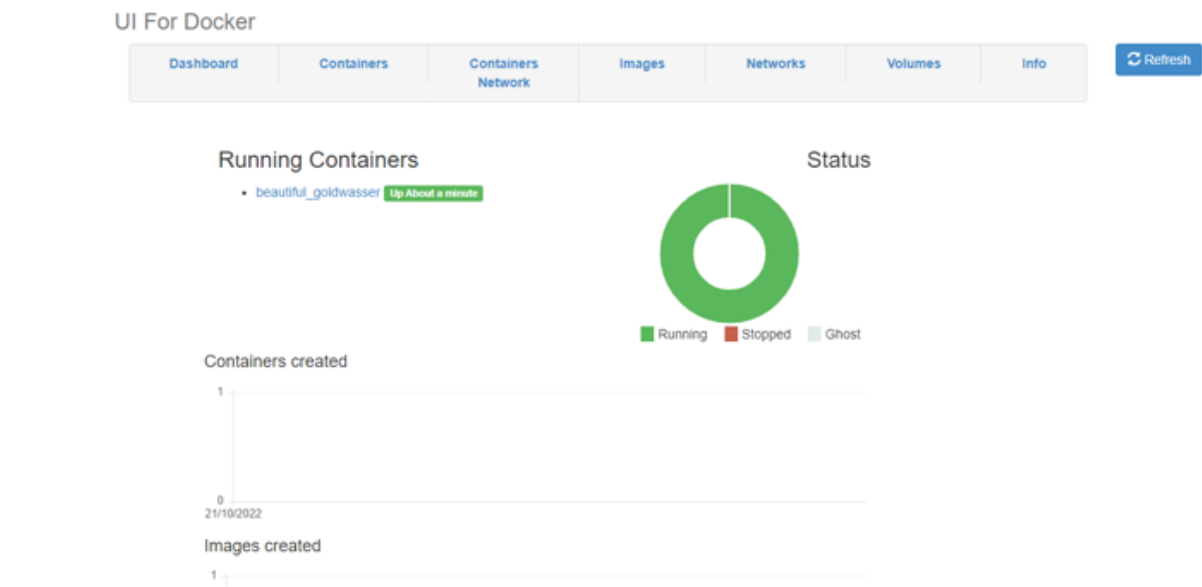 UI For Docker
Dashboard
Containers
Containers
Network
Images
Networks
Volumes
Info
Refresh
Running Containers
beautiful_goldwasser Up About a minute
Status
Running Stopped Ghost
Containers created
1
0
21/10/2022
Images created
1